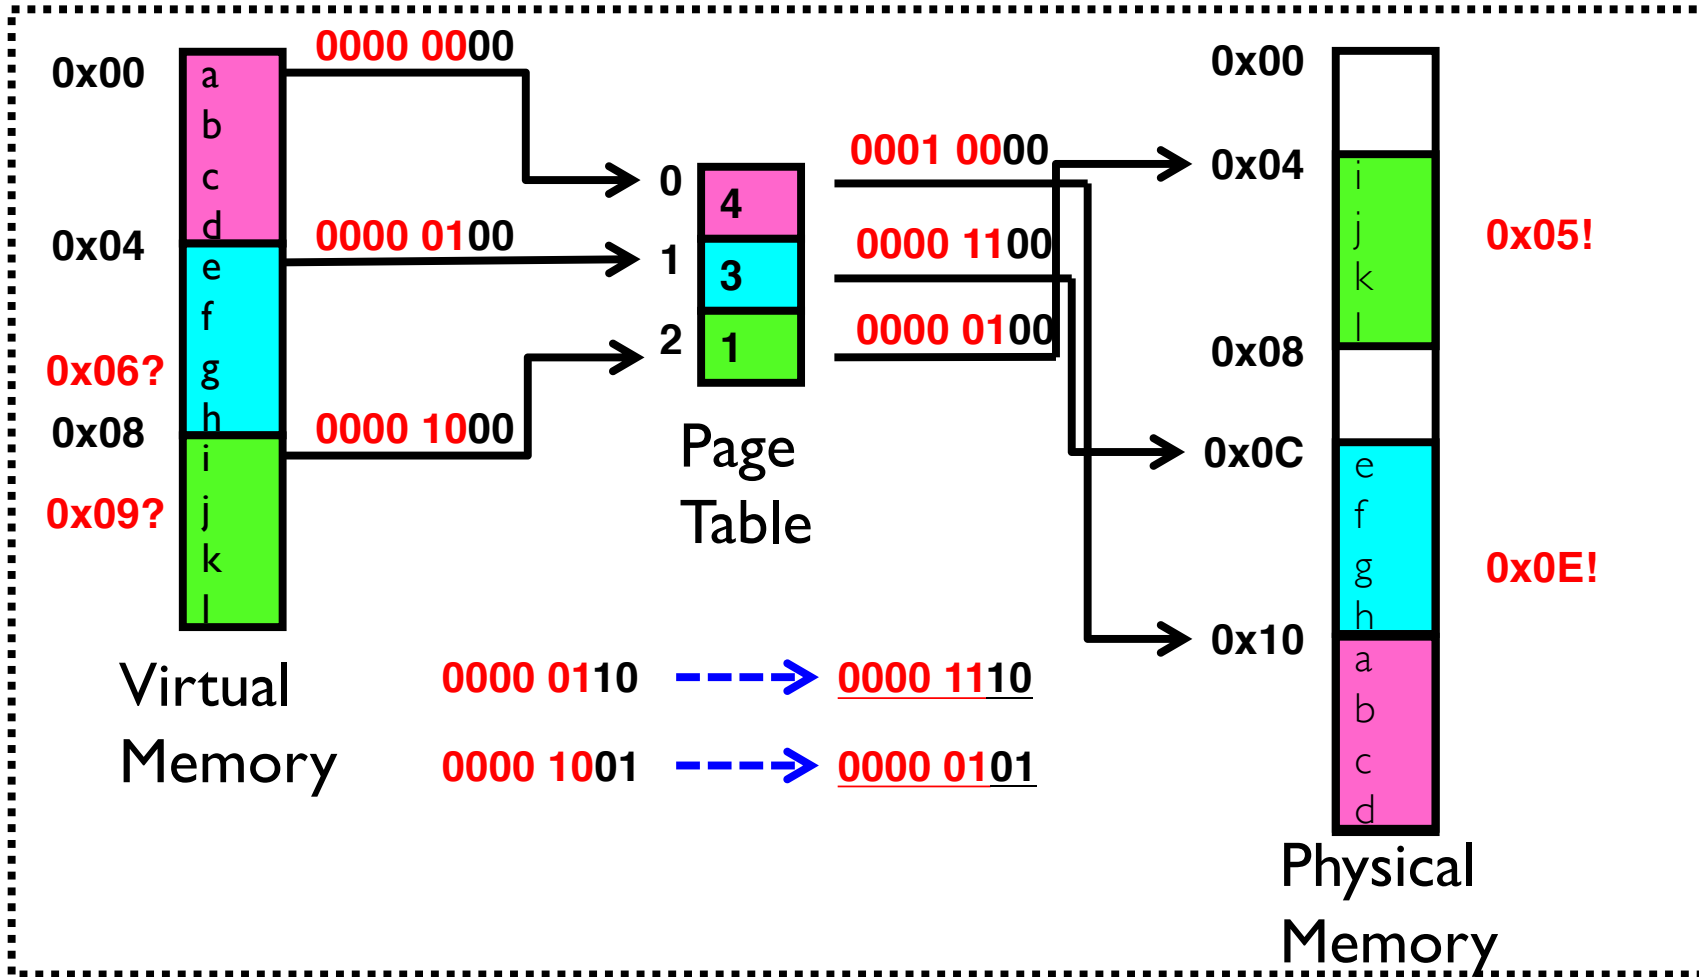 0x00
a
b
c
d
0x04
e
f
0x06?
g
h
0x08
i
0x09?
j
k
l
Virtual
Memory
0000 0000
0000 0100
0000 1000
0
4
1
3
2
1
Page
Table
0001 0000
0000 1100
0000 0100
0000 0110
0000 1110
0000 1001
0000 0101
0x00
0x04
i
j
0x05!
k
l
0x08
0x0C
e
f
g
0x0E!
h
0x10
a
b
c
d
Physical
Memory